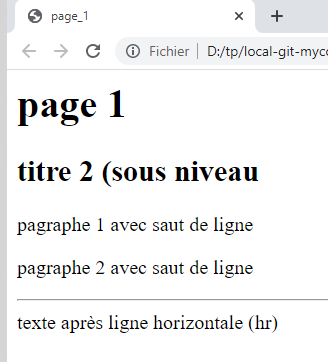 page_1
Fichier D:/tp/local-git-myco
page 1
titre 2 (sous niveau
pagraphe 1 avec saut de ligne
pagraphe 2 avec saut de ligne
texte après ligne horizontale (hr)